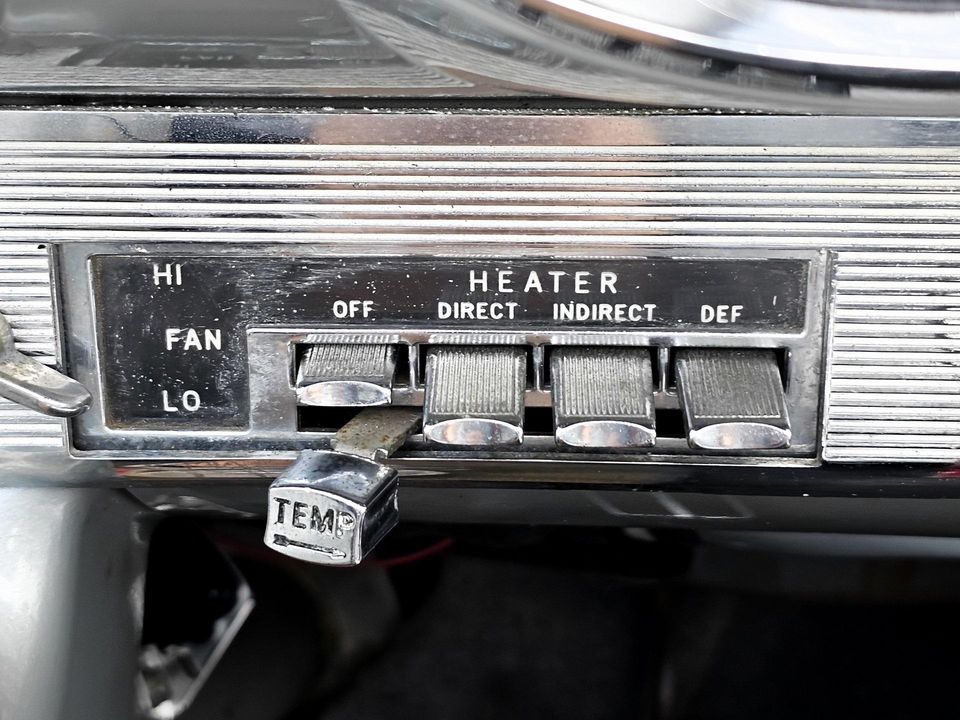 HI
HEATER
OFF DIRECT INDIRECT DEF
FAN
LO
TEMP